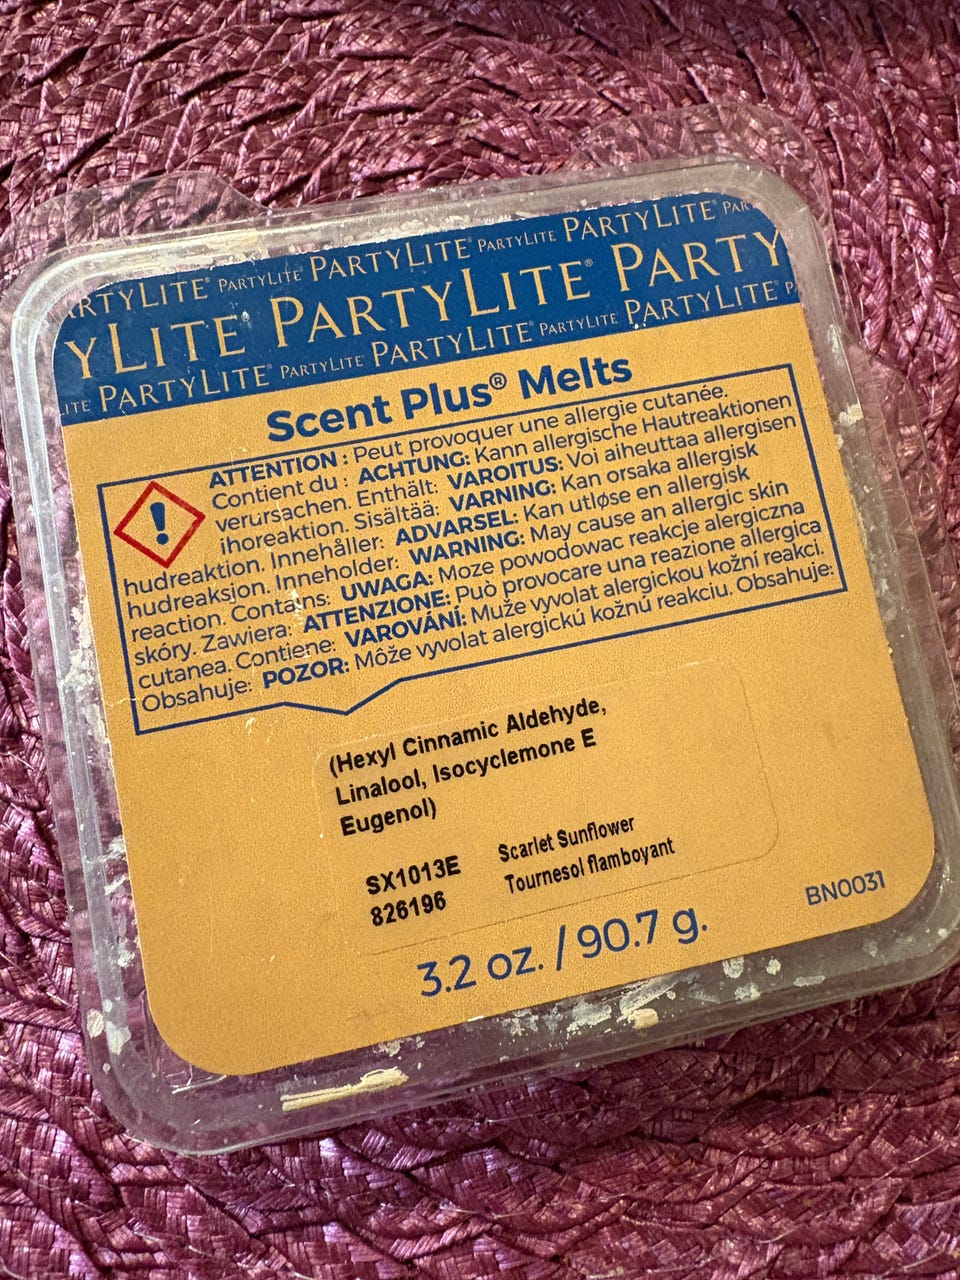 PARTYLITE® PARTYLITE PARTYLITE® PARTYLITE PARTYLITE®
YLITE PARTYLITE® PARTY
ITE PARTYLITE® PARTYLITE® PARTYLITE® PARTYLITE PARTYLITE® P
Scent Plus® Melts
ATTENTION : Peut provoquer une allergie cutanée.
Contient du : ACHTUNG: Kann allergische Hautreaktionen
verursachen. Enthält: VAROITUS: Voi aiheuttaa allergisen
ihoreaktion. Sisältää: VARNING: Kan orsaka allergisk
hudreaktion. Innehåller: ADVARSEL: Kan utløse en allergisk
hudreaksjon. Inneholder: WARNING: May cause an allergic skin
reaction. Contains: UWAGA: Moze powodowac reakcje alergiczna
skóry. Zawiera: ATTENZIONE: Può provocare una reazione allergica
cutanea. Contiene: VAROVÁNÍ: Muže vyvolat alergickou kožní reakci.
Obsahuje: POZOR: Môže vyvolat alergickú kožnú reakciu. Obsahuje:
(Hexyl Cinnamic Aldehyde,
Linalool, Isocyclemone E
Eugenol)
SX1013E Scarlet Sunflower
826196 Tournesol flamboyant
BN0031
3.2 oz. / 90.7 g.